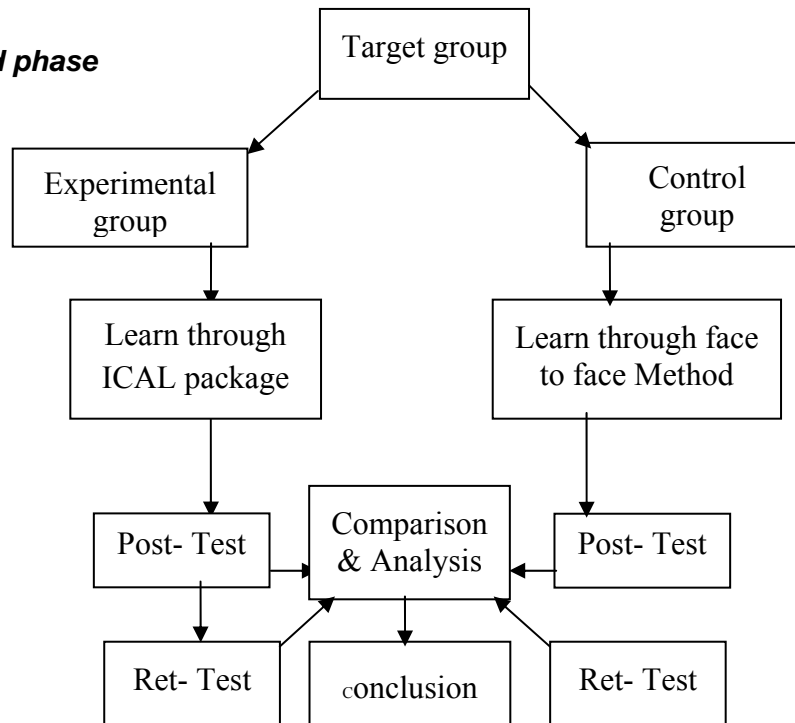 phase
Target group
Experimental
group
Control
group
Learn through
ICAL package
Learn through face
to face Method
Post- Test
Comparison
& Analysis
Post- Test
Ret- Test
conclusion
Ret- Test